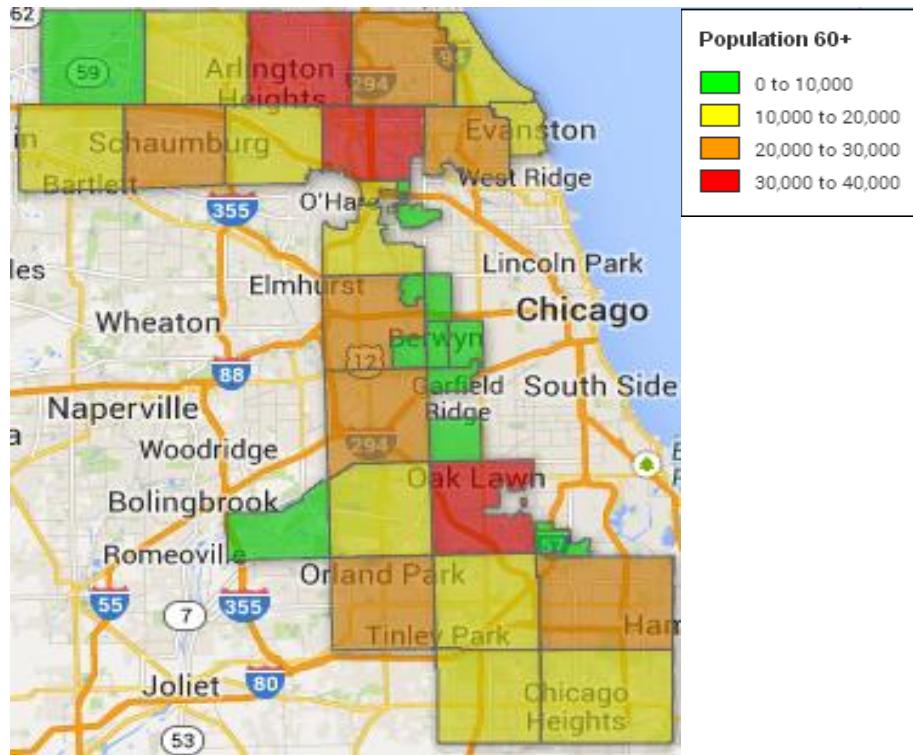 62
59
Arlington
Heights
294
94
in
Schaumburg
Evanston
Bartlett
West Ridge
O'Ha
355
les
Elmhurst
Lincoln Park
Chicago
Wheaton
Berwyn
12
88
Garfield
Ridge
South Side
Naperville
a
Woodridge
294
Oak Lawn
Bolingbrook
57
Romeoville
Orland Park
55
7
355
Tinley Park
Ham
Joliet
80
Chicago
Heights
53
Population 60+
0 to 10,000
10,000 to 20,000
20,000 to 30,000
30,000 to 40,000